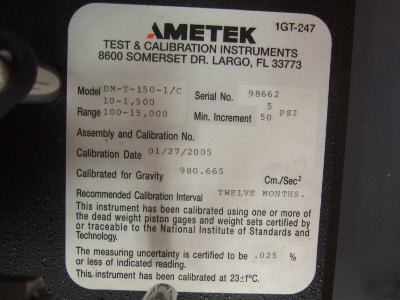 AMETEK
1GT-247
TEST & CALIBRATION INSTRUMENTS
8600 SOMERSET DR. LARGO, FL 33773
Model DM-T-150-1/C Serial No. 98662
10-1,500 5
Range 100-15,000 Min. Increment 50 PSI
Assembly and Calibration No.
Calibration Date 01/27/2005
Calibrated for Gravity 980.665 Cm./Sec²
Recommended Calibration Interval TWELVE MONTHS.
This instrument has been calibrated using one or more of
the dead weight piston gages and weight sets certified by
or traceable to the National Institute of Standards and
Technology.
The measuring uncertainty is certified to be .025 %
or less of indicated reading.
This instrument has been calibrated at 23±1°C.